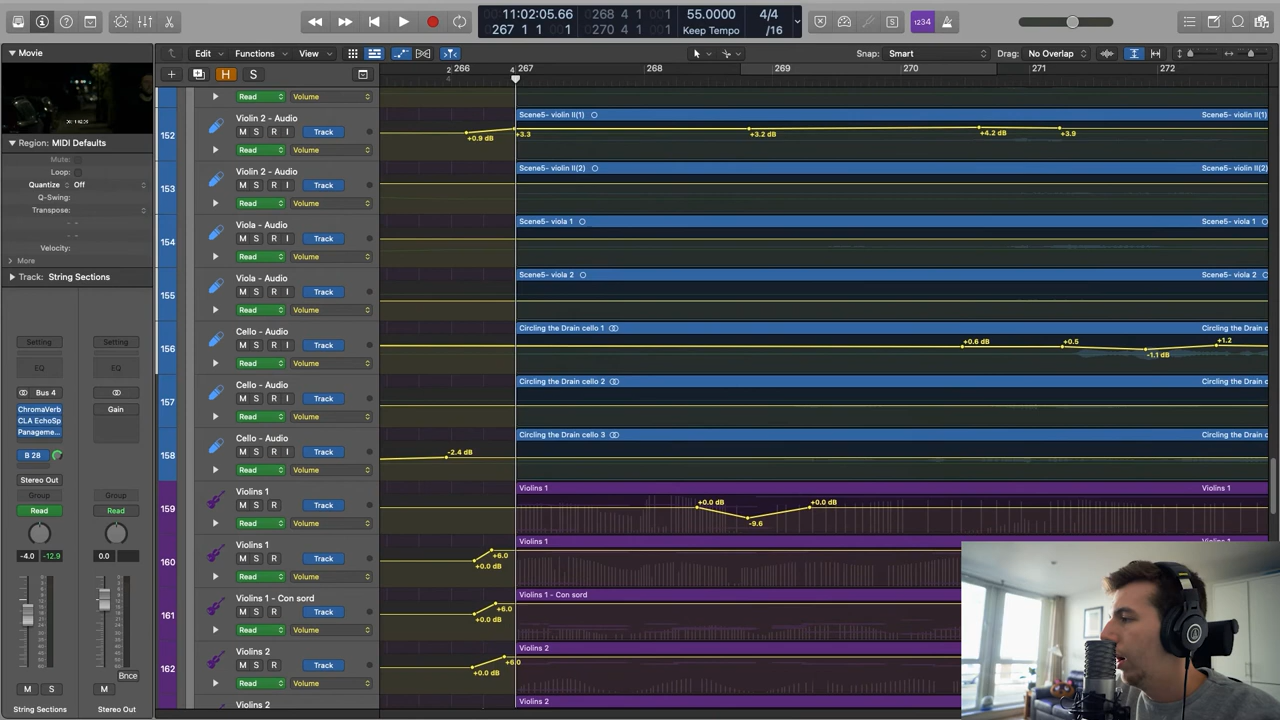 11:02:05.66
267 1 1 1
268 4 1 001
270 4 1 001
55.0000
Keep Tempo
4/4
/16
S
1234
Movie
Region: MIDI Defaults
Mute:
Loop:
Quantize Off
Q-Swing:
Transpose:
Velocity:
More
Track: String Sections
Setting Setting
EQ EQ
Bus 4
ChromaVerb Gain
CLA EchoSp
Panageme...
B 28
Stereo Out
Group Group
Read Read
-4.0 -12.9 0.0
Bnce
M S M
String Sections Stereo Out
Edit Functions View Snap: Smart Drag: No Overlap
H S
266 267 268 269 270 271 272
Read Volume
152 Violin 2 - Audio Scene5- violin II(1) Scene5- violin II(1)
M S R I Track +0.9 dB +3.3 +3.2 dB +4.2 dB +3.9
Read Volume
153 Violin 2 - Audio Scene5- violin II(2) Scene5- violin II(2)
M S R I Track
Read Volume
154 Viola - Audio Scene5- viola 1 Scene5- viola 1
M S R I Track
Read Volume
155 Viola - Audio Scene5- viola 2 Scene5- viola 2
M S R I Track
Read Volume
156 Cello - Audio Circling the Drain cello 1 Circling the Drain c
M S R I Track +0.6 dB +0.5 -1.1 dB +1.2
Read Volume
157 Cello - Audio Circling the Drain cello 2 Circling the Drain c
M S R I Track
Read Volume
158 Cello - Audio Circling the Drain cello 3 Circling the Drain c
M S R I Track -2.4 dB
Read Volume
159 Violins 1 Violins 1 Violins 1
M S R Track +0.0 dB -9.6 +0.0 dB
Read Volume
160 Violins 1 Violins 1
M S R Track +0.0 dB +6.0
Read Volume
161 Violins 1 - Con sord Violins 1 - Con sord
M S R Track +0.0 dB +6.0
Read Volume
162 Violins 2 Violins 2
M S R Track +0.0 dB +6.0
Read Volume
Violins 2 Violins 2